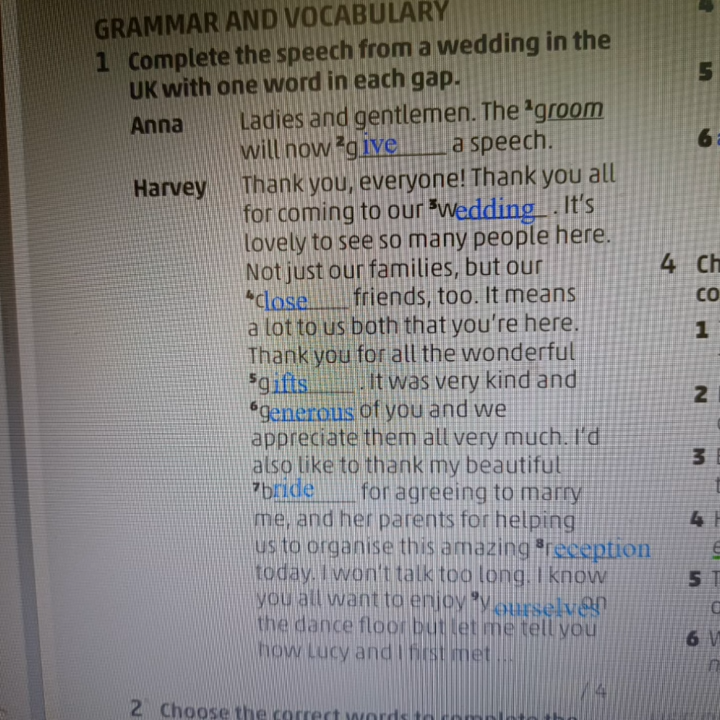 GRAMMAR AND VOCABULARY
1 Complete the speech from a wedding in the
UK with one word in each gap.
Anna Ladies and gentlemen. The ¹groom
will now ²give a speech.
Harvey Thank you, everyone! Thank you all
for coming to our ³wedding. It's
lovely to see so many people here.
Not just our families, but our
⁴close friends, too. It means
a lot to us both that you're here.
Thank you for all the wonderful
⁵gifts. It was very kind and
⁶generous of you and we
appreciate them all very much. I'd
also like to thank my beautiful
⁷bride for agreeing to marry
me, and her parents for helping
us to organise this amazing ⁸reception
today. I won't talk too long. I know
you all want to enjoy ⁹yourselves on
the dance floor but let me tell you
how Lucy and I first met ...
/ 4
2 Choose the correct words to complete the
4
5
6
4 Ch
co
1
2
3
4
5
6